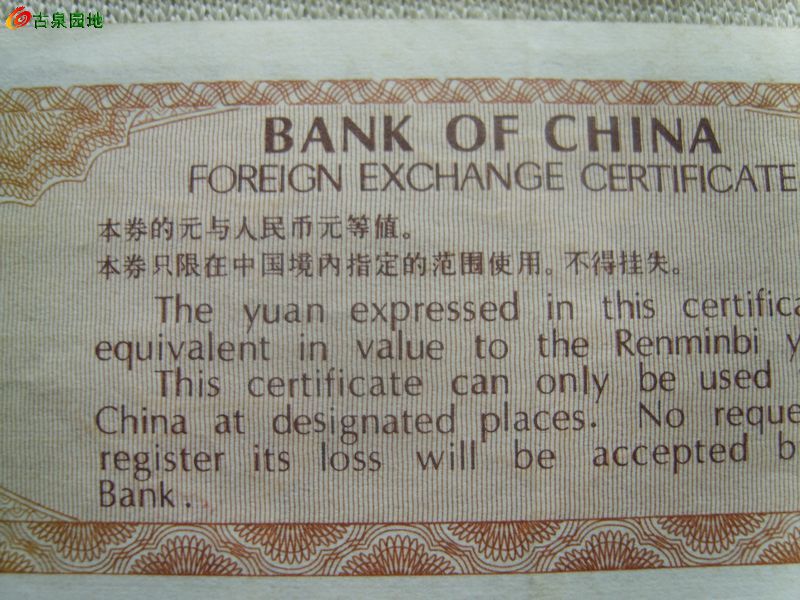 古泉园地
BANK OF CHINA
FOREIGN EXCHANGE CERTIFICATE
本券的元与人民币元等值。
本券只限在中国境内指定的范围使用。不得挂失。
The yuan expressed in this certifica
equivalent in value to the Renminbi y
This certificate can only be used
China at designated places. No reque
register its loss will be accepted b
Bank.